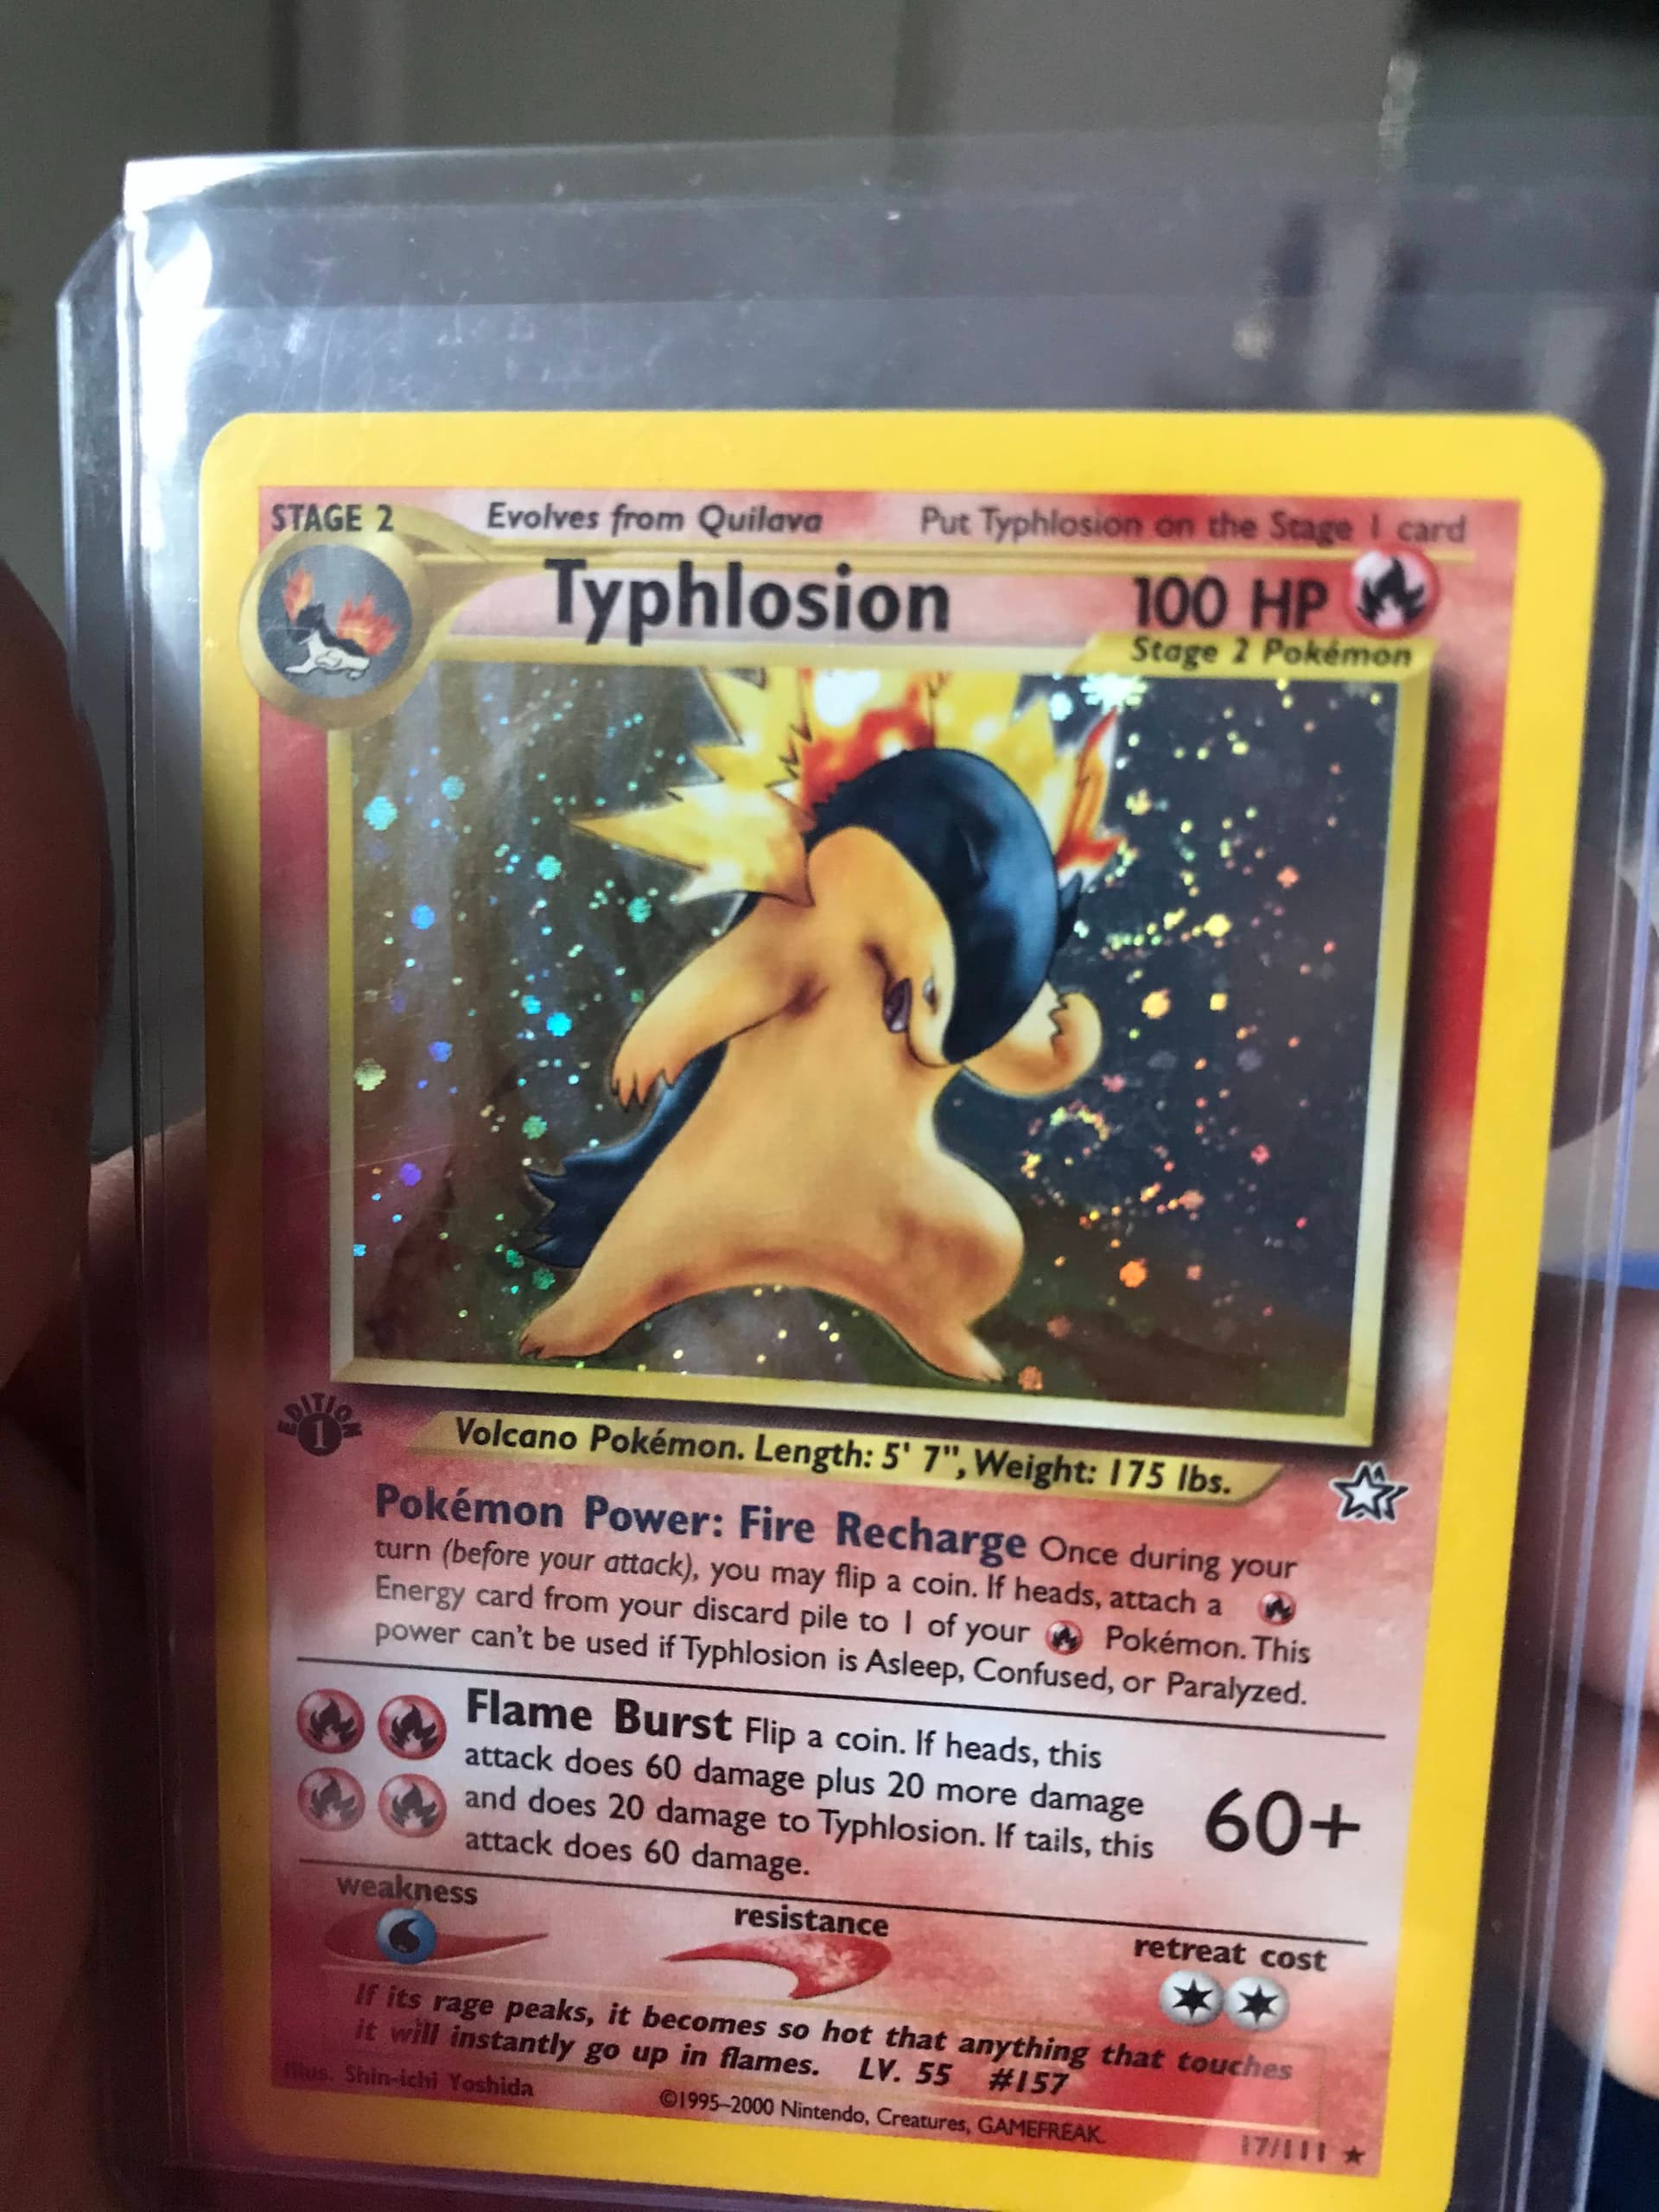 STAGE 2 Evolves from Quilava Put Typhlosion on the Stage 1 card
Typhlosion 100 HP
Stage 2 Pokémon
EDITION
1
Volcano Pokémon. Length: 5' 7", Weight: 175 lbs.
Pokémon Power: Fire Recharge Once during your
turn (before your attack), you may flip a coin. If heads, attach a
Energy card from your discard pile to 1 of your Pokémon. This
power can't be used if Typhlosion is Asleep, Confused, or Paralyzed.
Flame Burst Flip a coin. If heads, this
attack does 60 damage plus 20 more damage
and does 20 damage to Typhlosion. If tails, this
attack does 60 damage.
60+
weakness
resistance
retreat cost
If its rage peaks, it becomes so hot that anything that touches
it will instantly go up in flames. LV. 55 #157
Illus. Shin-ichi Yoshida
©1995–2000 Nintendo, Creatures, GAMEFREAK.
17/111 ★